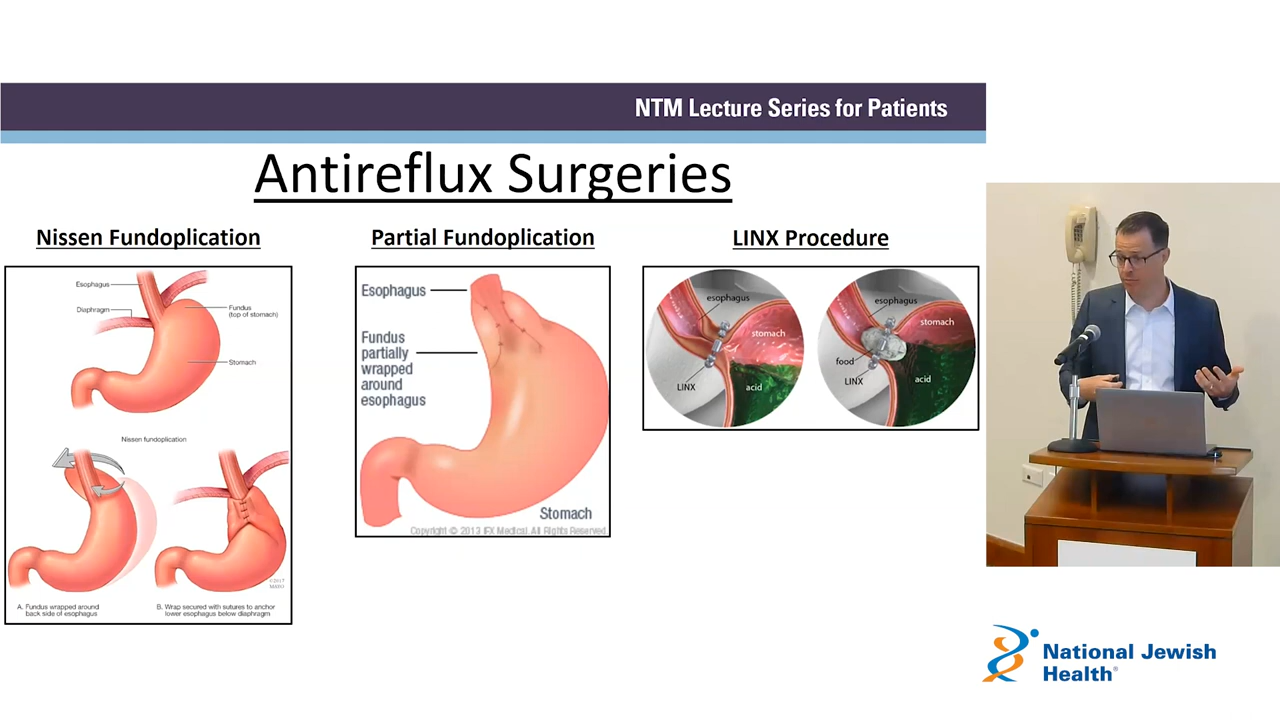 NTM Lecture Series for Patients
Antireflux Surgeries
Nissen Fundoplication
Esophagus
Diaphragm
Fundus
(top of stomach)
Stomach
Nissen fundoplication
A. Fundus wrapped around
back side of esophagus
B. Wrap secured with sutures to anchor
lower esophagus below diaphragm
©2017
MAYO
Partial Fundoplication
Esophagus
Fundus
partially
wrapped
around
esophagus
Stomach
Copyright © 2013 IFX Medical. All Rights Reserved
LINX Procedure
esophagus
stomach
LINX
acid
esophagus
stomach
food
LINX
acid
National Jewish
Health®